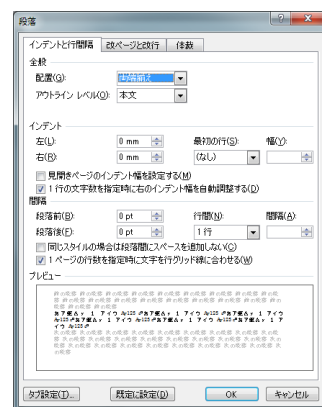 段落
インデントと行間隔 改ページと改行 体裁
全般
配置(G): 両端揃え
アウトライン レベル(O): 本文
インデント
左(L): 0 mm 最初の行(S): 幅(Y):
右(R): 0 mm (なし)
見開きページのインデント幅を設定する(M)
1 行の文字数を指定時に右のインデント幅を自動調整する(D)
間隔
段落前(B): 0 pt 行間(N): 間隔(A):
段落後(F): 0 pt 1 行
同じスタイルの場合は段落間にスペースを追加しない(C)
1 ページの行数を指定時に文字を行グリッド線に合わせる(W)
プレビュー
タブ設定(T)... 既定に設定(D) OK キャンセル